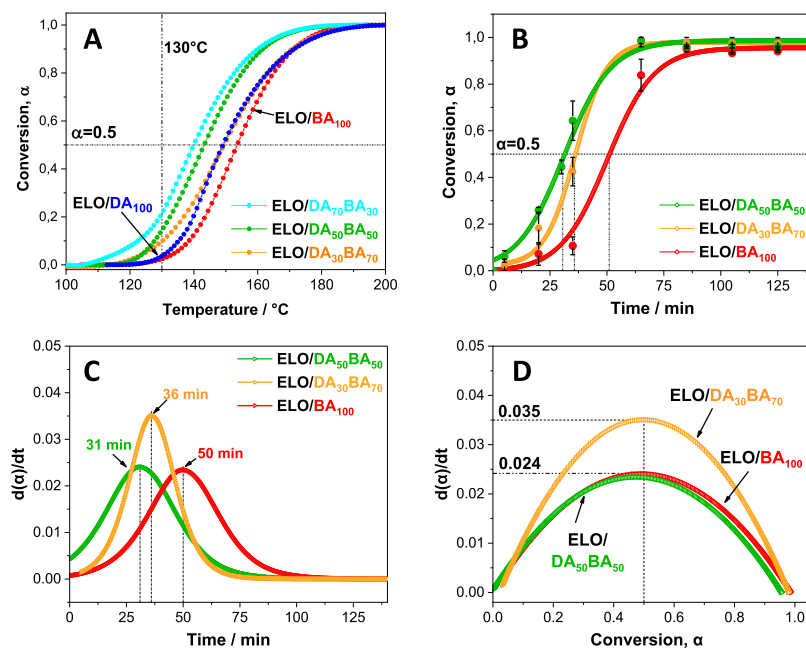 A
130°C
α=0.5
ELO/BA₁₀₀
ELO/DA₁₀₀
ELO/DA₇₀BA₃₀
ELO/DA₅₀BA₅₀
ELO/DA₃₀BA₇₀
Conversion, α
1,0
0,8
0,6
0,4
0,2
0,0
100 120 140 160 180 200
Temperature / °C
B
α=0.5
ELO/DA₅₀BA₅₀
ELO/DA₃₀BA₇₀
ELO/BA₁₀₀
Conversion, α
1,0
0,8
0,6
0,4
0,2
0,0
0 25 50 75 100 125
Time / min
C
ELO/DA₅₀BA₅₀
ELO/DA₃₀BA₇₀
ELO/BA₁₀₀
36 min
31 min
50 min
d(α)/dt
0.05
0.04
0.03
0.02
0.01
0.00
0 25 50 75 100 125
Time / min
D
ELO/DA₃₀BA₇₀
0.035
ELO/BA₁₀₀
0.024
ELO/
DA₅₀BA₅₀
d(α)/dt
0.05
0.04
0.03
0.02
0.01
0.00
0.0 0.2 0.4 0.6 0.8 1.0
Conversion, α